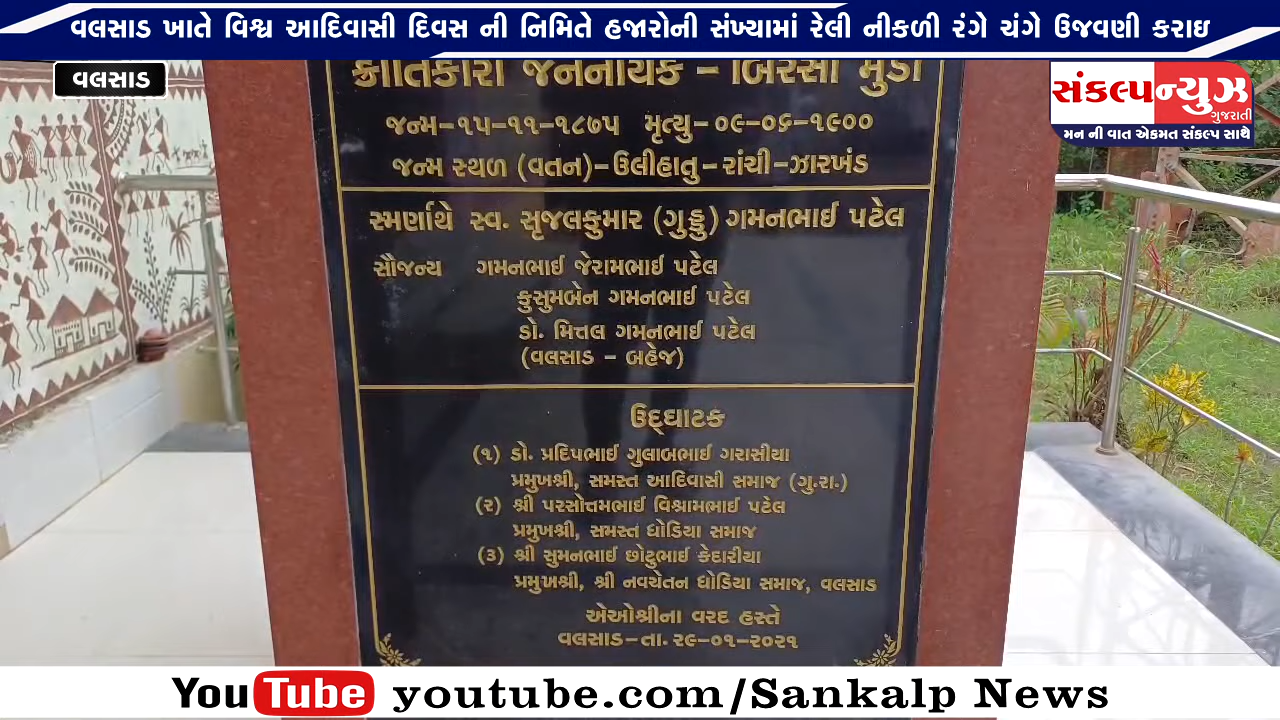 વલસાડ ખાતે વિશ્વ આદિવાસી દિવસ ની નિમિતે હજારોની સંખ્યામાં રેલી નીકળી રંગે ચંગે ઉજવણી કરાઇ
વલસાડ
સંકલ્પન્યુઝ
ગુજરાતી
મન ની વાત એકમત સંકલ્પ સાથે
ક્રાંતિકારી જનનાયક - બિરસા મુંડા
જન્મ-૧૫-૧૧-૧૮૭૫ મૃત્યુ-૦૯-૦૬-૧૯૦૦
જન્મ સ્થળ (વતન)-ઉલીહાતુ-રાંચી-ઝારખંડ
સ્મર્ણાર્થે સ્વ. સૃજલકુમાર (ગુડ્ડુ) ગમનભાઈ પટેલ
સૌજન્ય ગમનભાઈ જેરામભાઈ પટેલ
કુસુમબેન ગમનભાઈ પટેલ
ડો. મિત્તલ ગમનભાઈ પટેલ
(વલસાડ - બહેજ)
ઉદ્ઘાટક
(૧) ડો. પ્રદિપભાઈ ગુલાબભાઈ ગરાસીયા
પ્રમુખશ્રી, સમસ્ત આદિવાસી સમાજ (ગુ.રા.)
(૨) શ્રી પરસોત્તમભાઈ વિશ્રામભાઈ પટેલ
પ્રમુખશ્રી, સમસ્ત ધોડિયા સમાજ
(૩) શ્રી સુમનભાઈ છોટુભાઈ કેદારીયા
પ્રમુખશ્રી, શ્રી નવચેતન ધોડિયા સમાજ, વલસાડ
એઓશ્રીના વરદ હસ્તે
વલસાડ-તા. ૨૯-૦૧-૨૦૨૧
YouTube youtube.com/Sankalp News